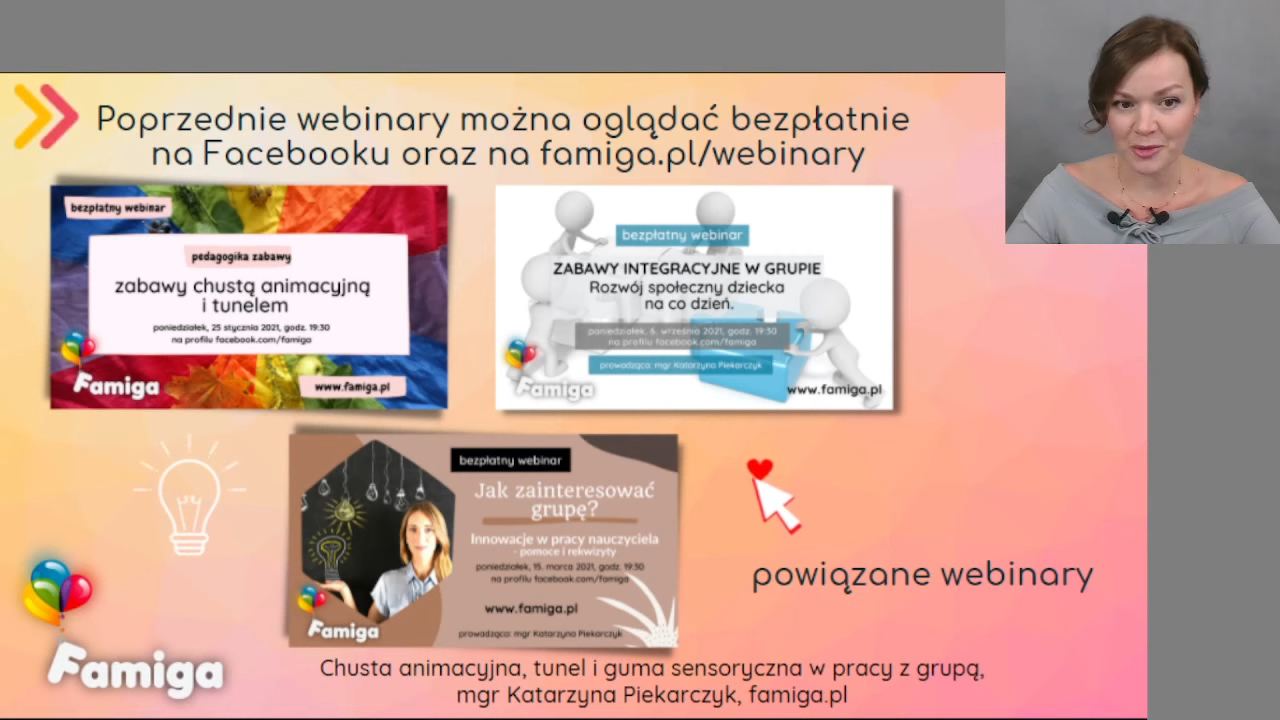 Poprzednie webinary można oglądać bezpłatnie
na Facebooku oraz na famiga.pl/webinary
bezpłatny webinar
pedagogika zabawy
zabawy chustą animacyjną
i tunelem
poniedziałek, 25 stycznia 2021, godz. 19:30
na profilu facebook.com/famiga
Famiga
www.famiga.pl
bezpłatny webinar
ZABAWY INTEGRACYJNE W GRUPIE
Rozwój społeczny dziecka
na co dzień.
poniedziałek, 6. września 2021, godz. 19:30
na profilu facebook.com/famiga
prowadząca: mgr Katarzyna Piekarczyk
Famiga
www.famiga.pl
bezpłatny webinar
Jak zainteresować
grupę?
Innowacje w pracy nauczyciela
- pomoce i rekwizyty
poniedziałek, 15. marca 2021, godz. 19:30
na profilu facebook.com/famiga
www.famiga.pl
Famiga
prowadząca: mgr Katarzyna Piekarczyk
powiązane webinary
Famiga
Chusta animacyjna, tunel i guma sensoryczna w pracy z grupą,
mgr Katarzyna Piekarczyk, famiga.pl